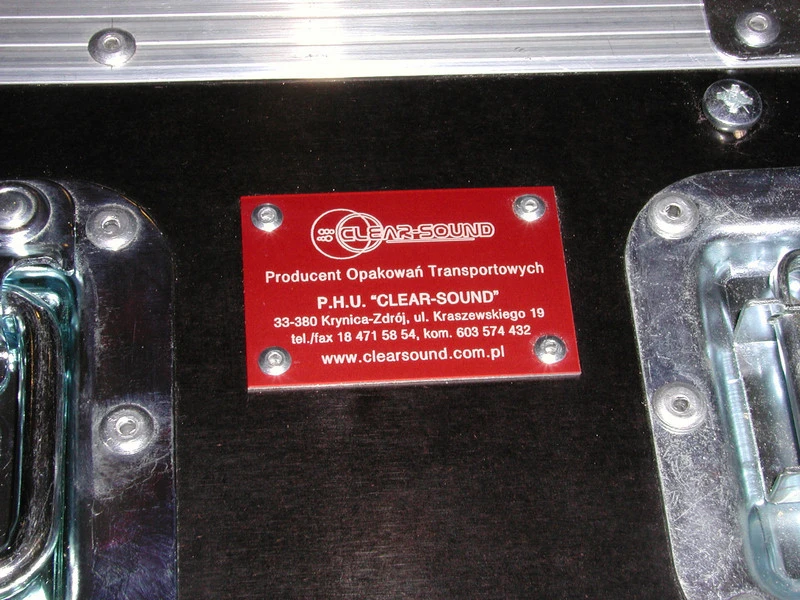 CLEAR-SOUND
Producent Opakowań Transportowych
P.H.U. "CLEAR-SOUND"
33-380 Krynica-Zdrój, ul. Kraszewskiego 19
tel./fax 18 471 58 54, kom. 603 574 432
www.clearsound.com.pl